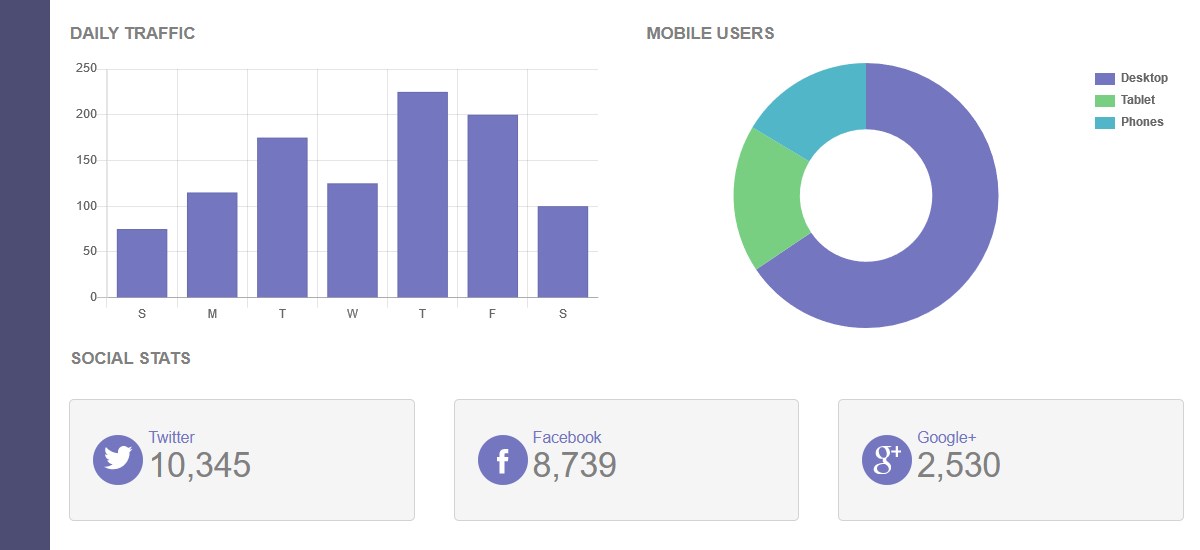 DAILY TRAFFIC
250
200
150
100
50
0
S M T W T F S
MOBILE USERS
Desktop
Tablet
Phones
SOCIAL STATS
Twitter
10,345
Facebook
8,739
Google+
2,530